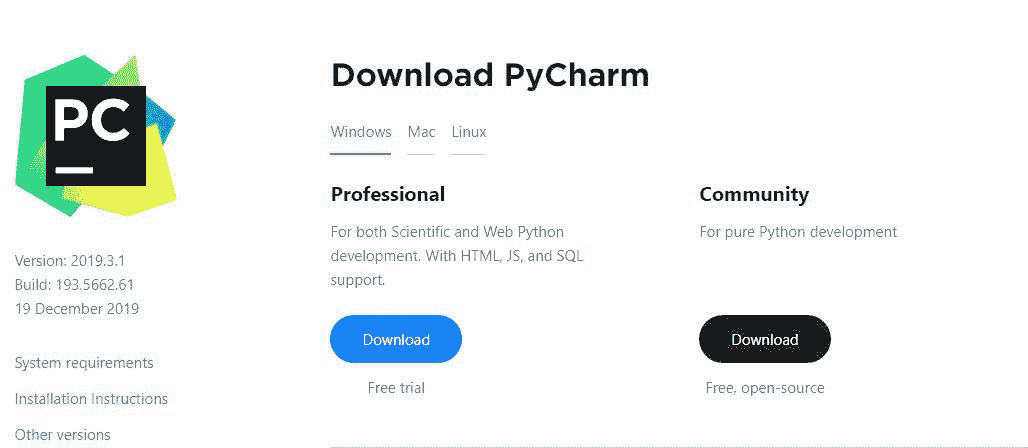 PC
Download PyCharm
Windows Mac Linux
Professional
For both Scientific and Web Python
development. With HTML, JS, and SQL
support.
Download
Free trial
Community
For pure Python development
Download
Free, open-source
Version: 2019.3.1
Build: 193.5662.61
19 December 2019
System requirements
Installation Instructions
Other versions